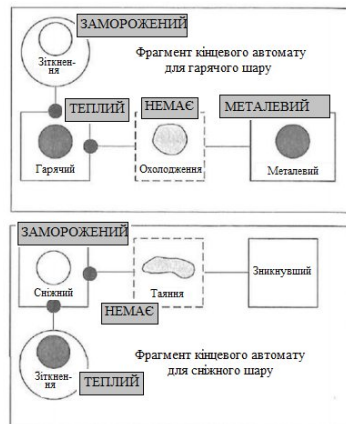 ЗАМОРОЖЕНИЙ
Зіткнен-
ня
Фрагмент кінцевого автомату
для гарячого шару
ТЕПЛИЙ
НЕМАЄ
МЕТАЛЕВИЙ
Гарячий
Охолодження
Металевий
ЗАМОРОЖЕНИЙ
Сніжний
Таяння
Зникнувший
НЕМАЄ
Зіткнен-
ня
ТЕПЛИЙ
Фрагмент кінцевого автомату
для сніжного шару